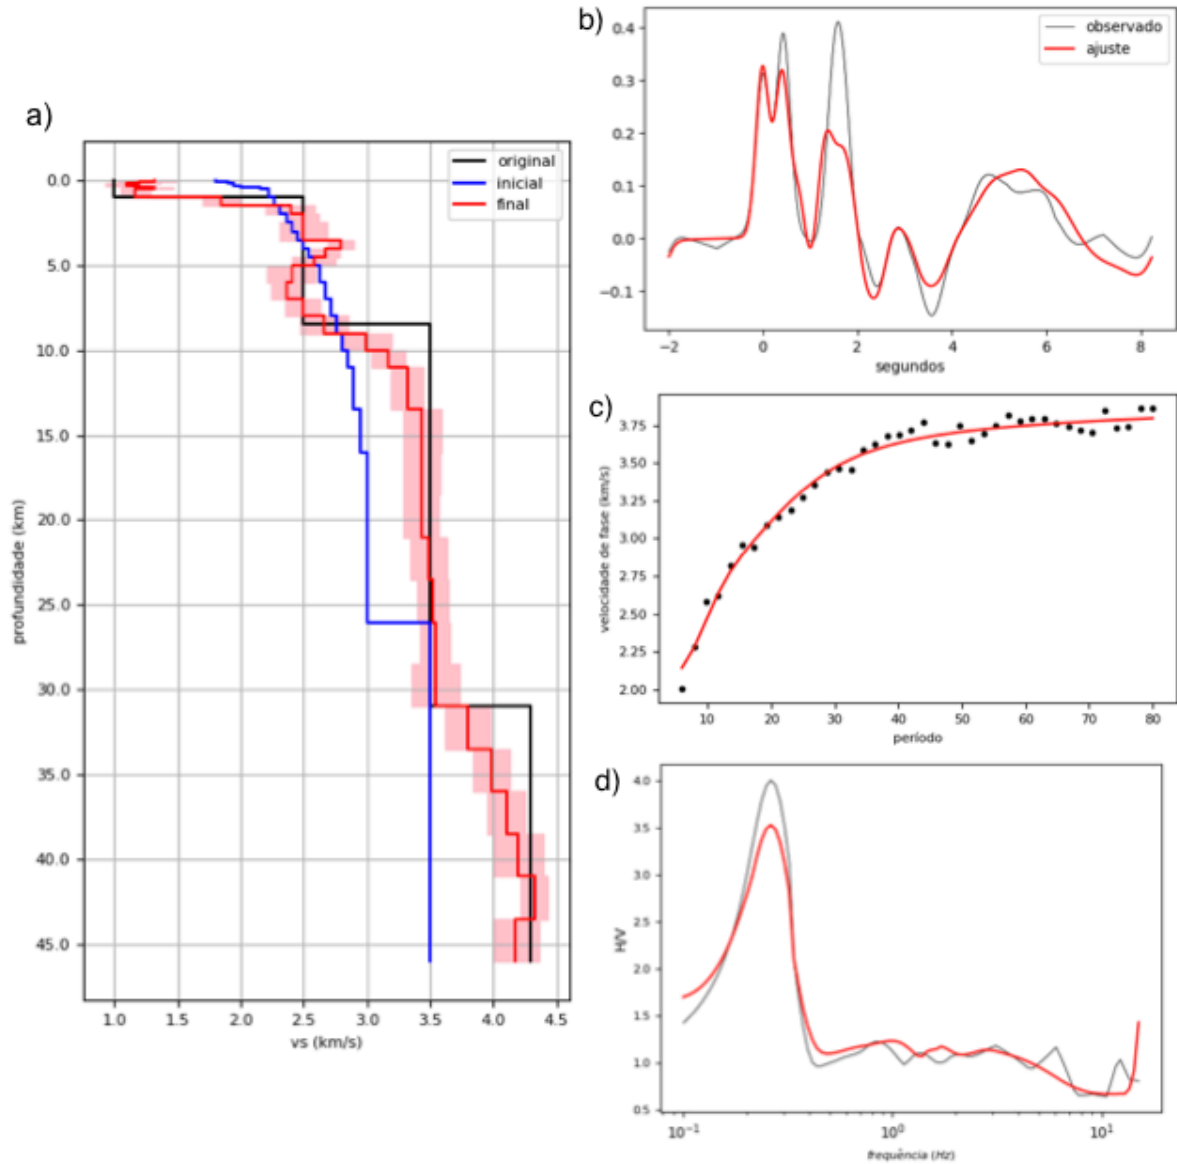 a)
original
inicial
final
0.0
5.0
10.0
15.0
20.0
25.0
30.0
35.0
40.0
45.0
profundidade (km)
1.0 1.5 2.0 2.5 3.0 3.5 4.0 4.5
vs (km/s)
b)
observado
ajuste
0.4
0.3
0.2
0.1
0.0
−0.1
−2 0 2 4 6 8
segundos
c)
3.75
3.50
3.25
3.00
2.75
2.50
2.25
2.00
velocidade de fase (km/s)
10 20 30 40 50 60 70 80
período
d)
4.0
3.5
3.0
2.5
2.0
1.5
1.0
0.5
H/V
10⁻¹ 10⁰ 10¹
frequência (Hz)